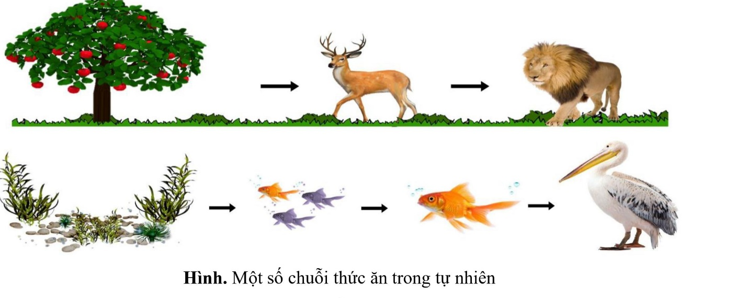 Hình. Một số chuỗi thức ăn trong tự nhiên